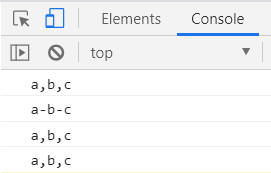 Elements Console
top
a,b,c
a-b-c
a,b,c
a,b,c